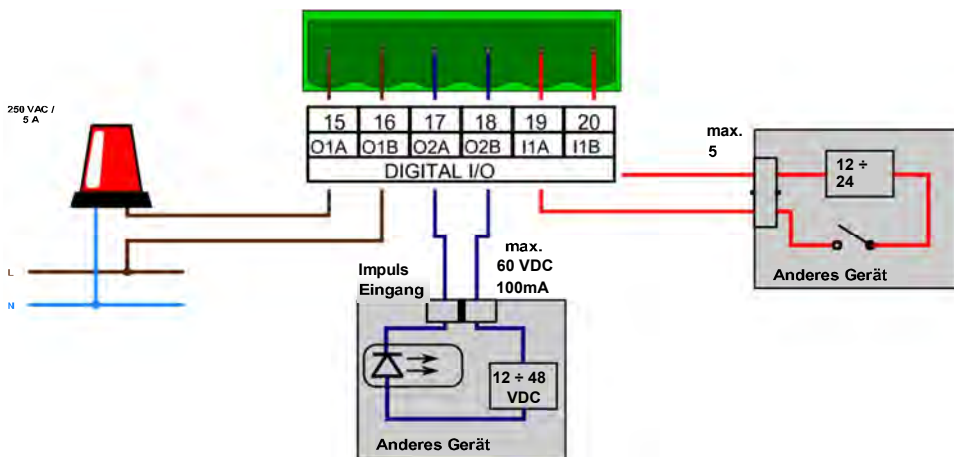 250 VAC /
5 A
15 16 17 18 19 20
O1A O1B O2A O2B I1A I1B
DIGITAL I/O
max.
5
12 ÷
24
Anderes Gerät
L
N
Impuls
Eingang
max.
60 VDC
100mA
12 ÷ 48
VDC
Anderes Gerät